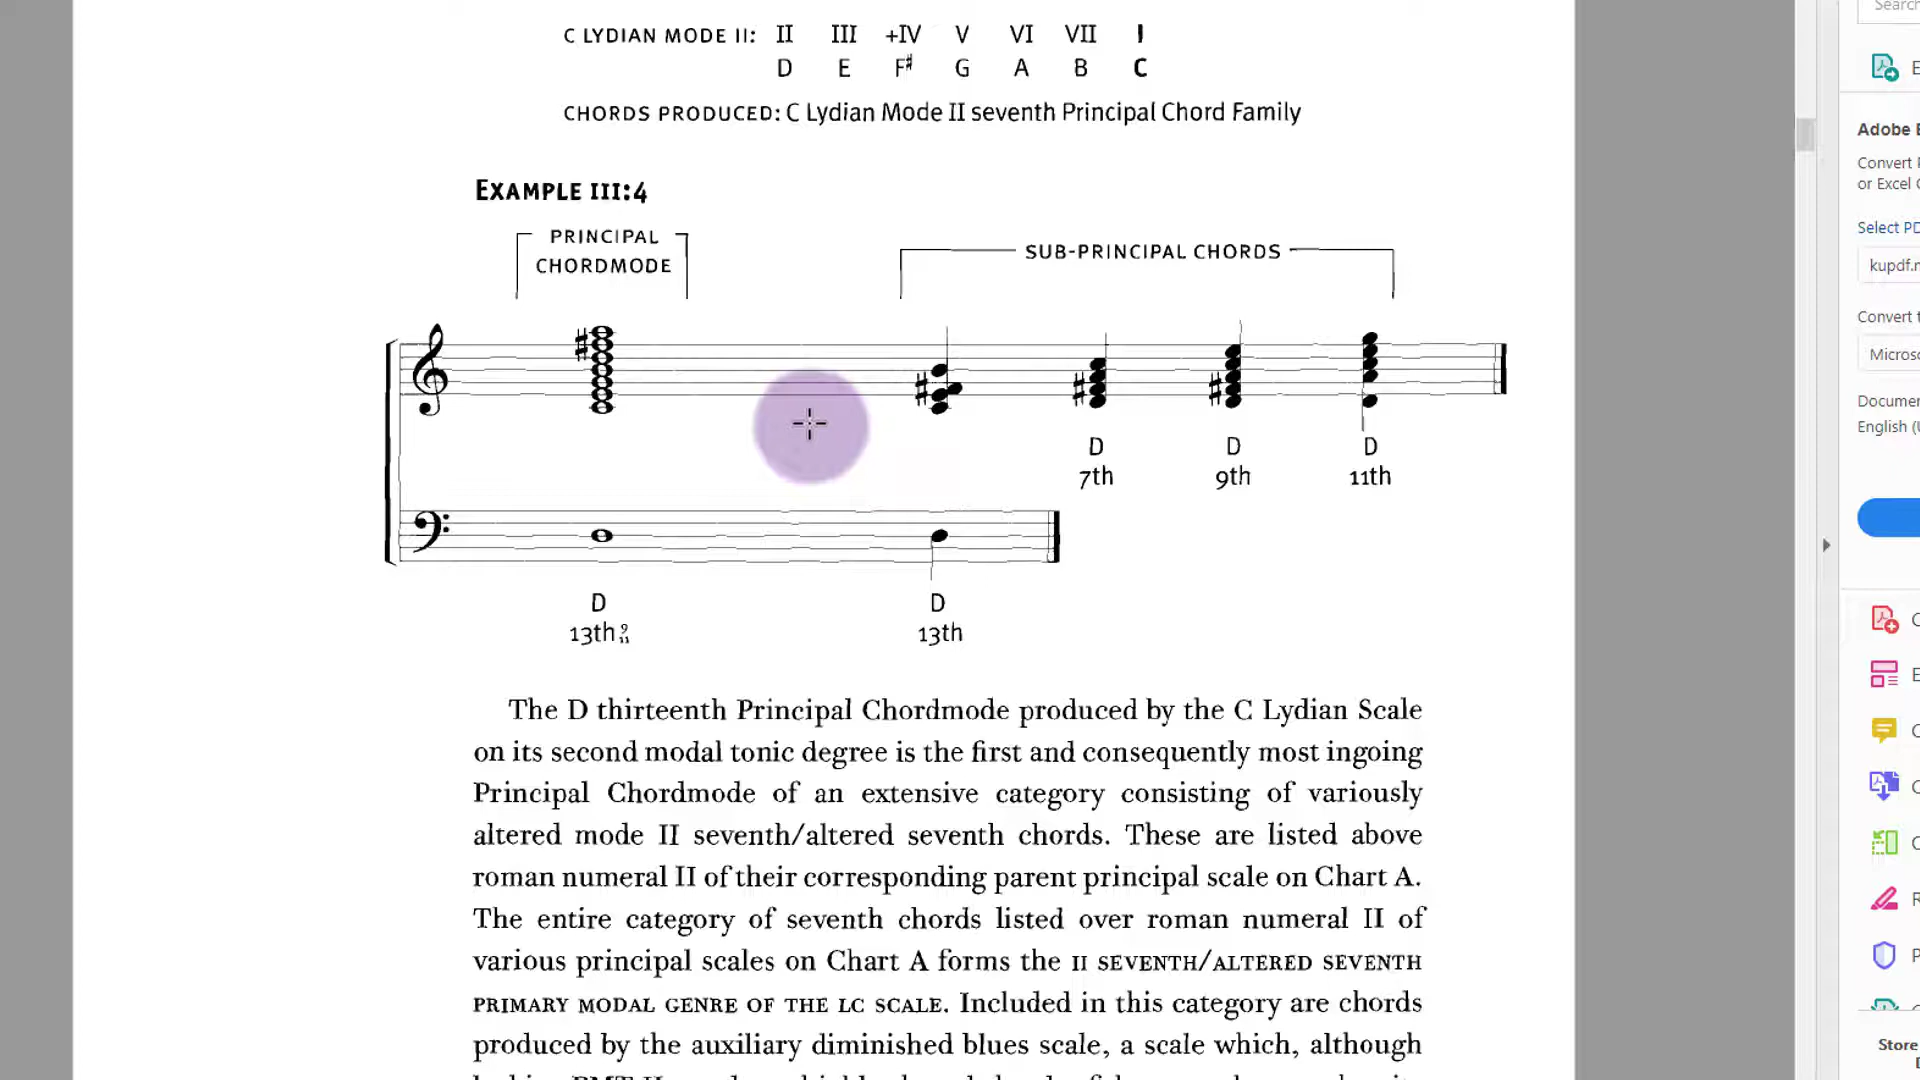 C LYDIAN MODE II: II III +IV V VI VII I
D E F♯ G A B C
CHORDS PRODUCED: C Lydian Mode II seventh Principal Chord Family
EXAMPLE III:4
PRINCIPAL
CHORDMODE
SUB-PRINCIPAL CHORDS
D D D
7th 9th 11th
D D
13th 9 11 13th
The D thirteenth Principal Chordmode produced by the C Lydian Scale
on its second modal tonic degree is the first and consequently most ingoing
Principal Chordmode of an extensive category consisting of variously
altered mode II seventh/altered seventh chords. These are listed above
roman numeral II of their corresponding parent principal scale on Chart A.
The entire category of seventh chords listed over roman numeral II of
various principal scales on Chart A forms the II SEVENTH/ALTERED SEVENTH
PRIMARY MODAL GENRE OF THE LC SCALE. Included in this category are chords
produced by the auxiliary diminished blues scale, a scale which, although
Search
Adobe E
Convert
or Excel
Select PD
kupdf.n
Convert t
Micros
Documen
English (U
Store